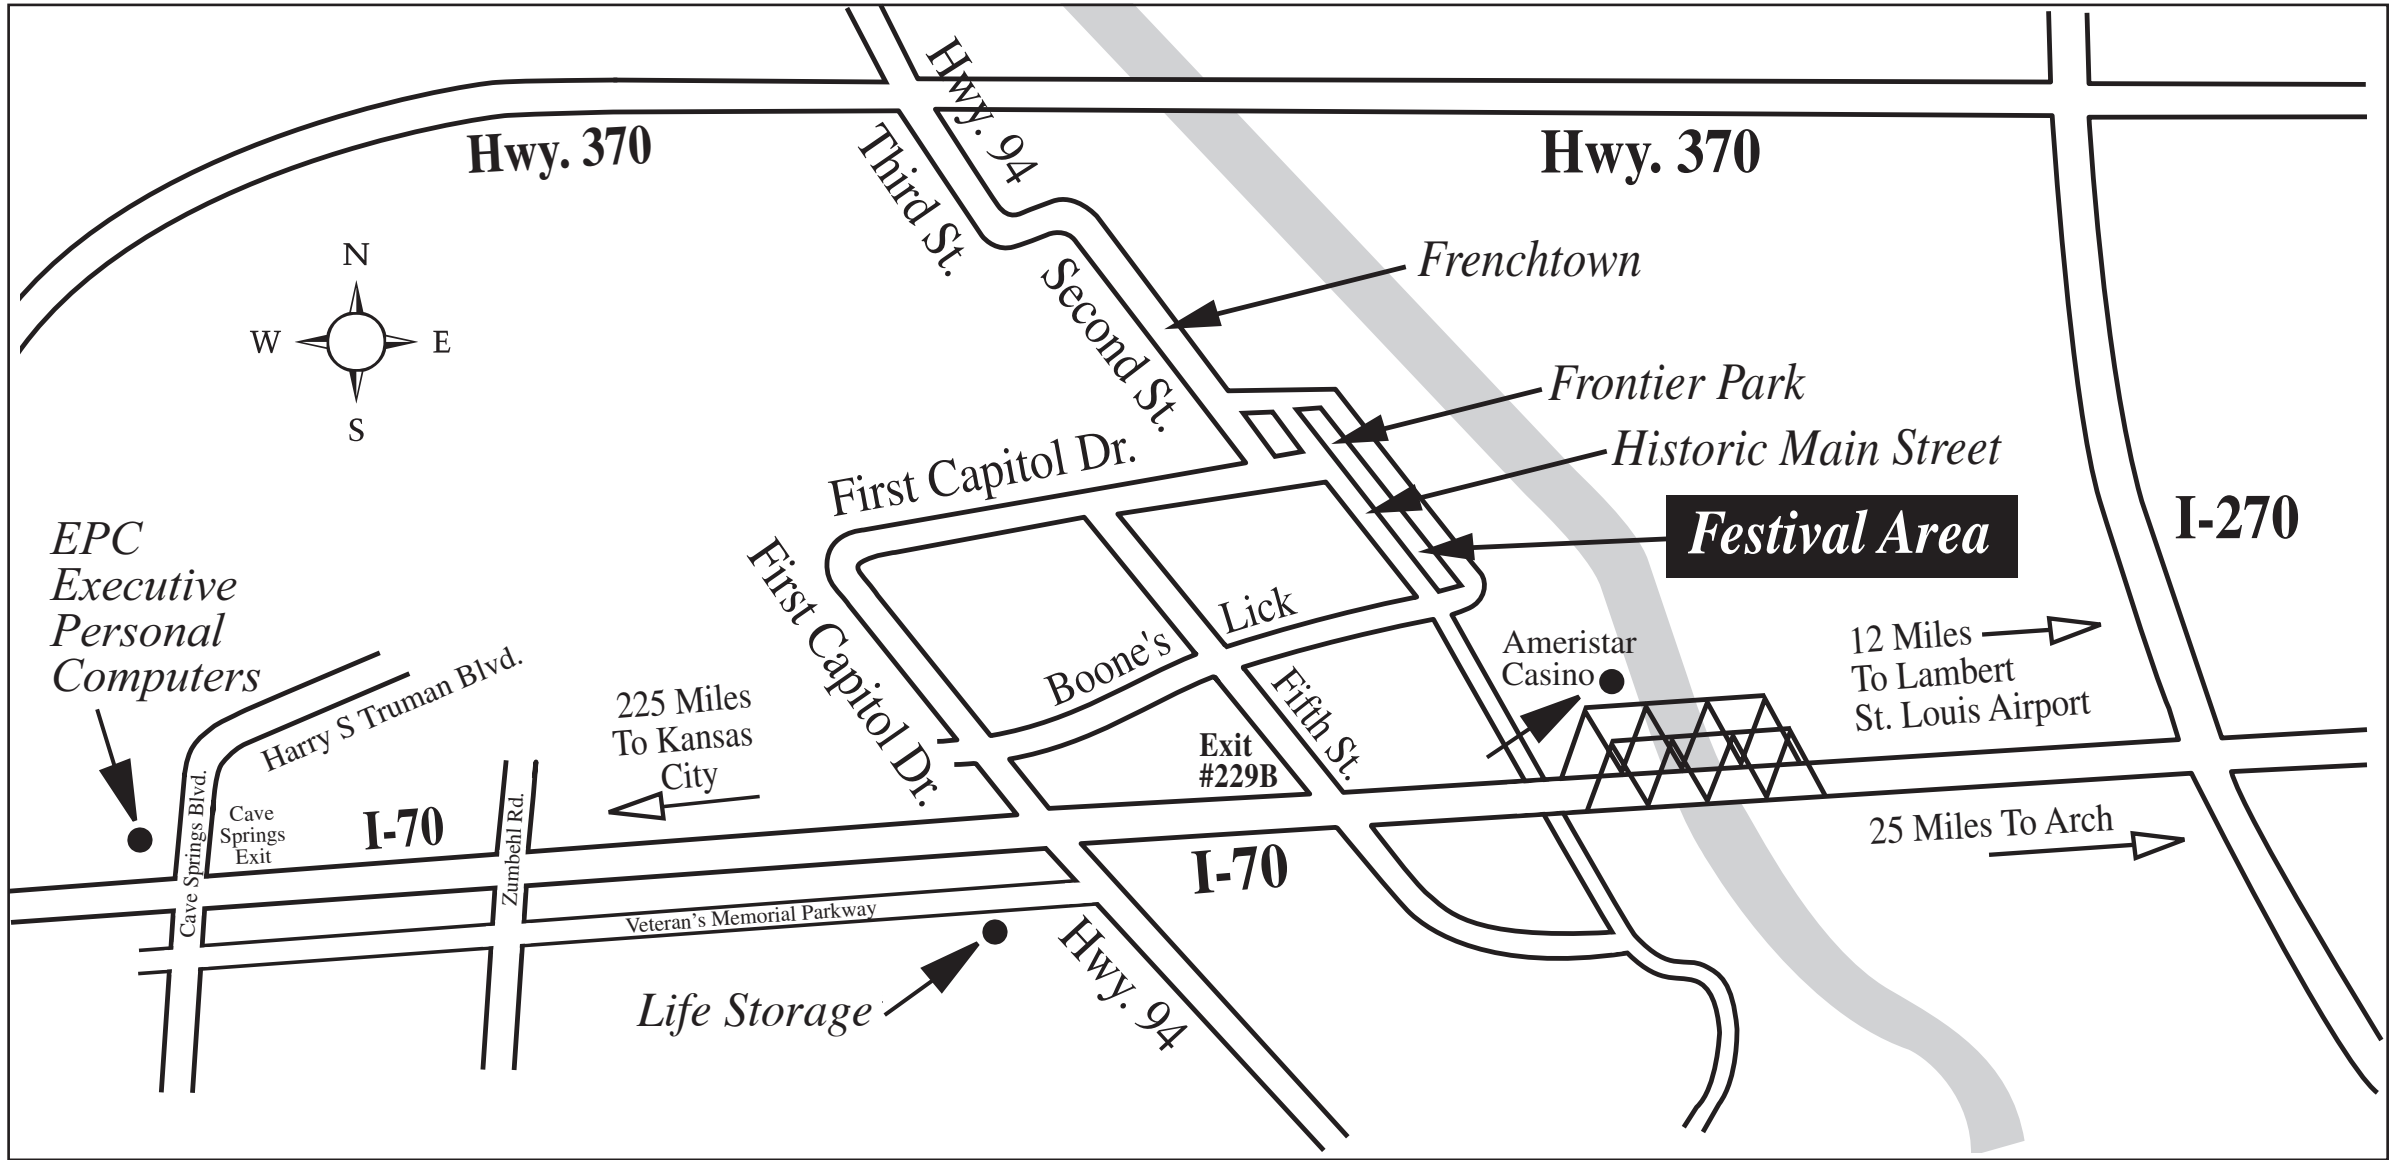 Hwy. 94
Hwy. 370
Hwy. 370
Third St.
N
W
E
S
Second St.
Frenchtown
Frontier Park
Historic Main Street
Festival Area
First Capitol Dr.
I-270
EPC
Executive
Personal
Computers
First Capitol Dr.
Boone's
Lick
Ameristar
Casino
12 Miles
To Lambert
St. Louis Airport
Harry S Truman Blvd.
225 Miles
To Kansas
City
Exit
#229B
Fifth St.
Cave Springs Blvd.
Cave
Springs
Exit
I-70
Zumbehl Rd.
I-70
25 Miles To Arch
Veteran's Memorial Parkway
Life Storage
Hwy. 94